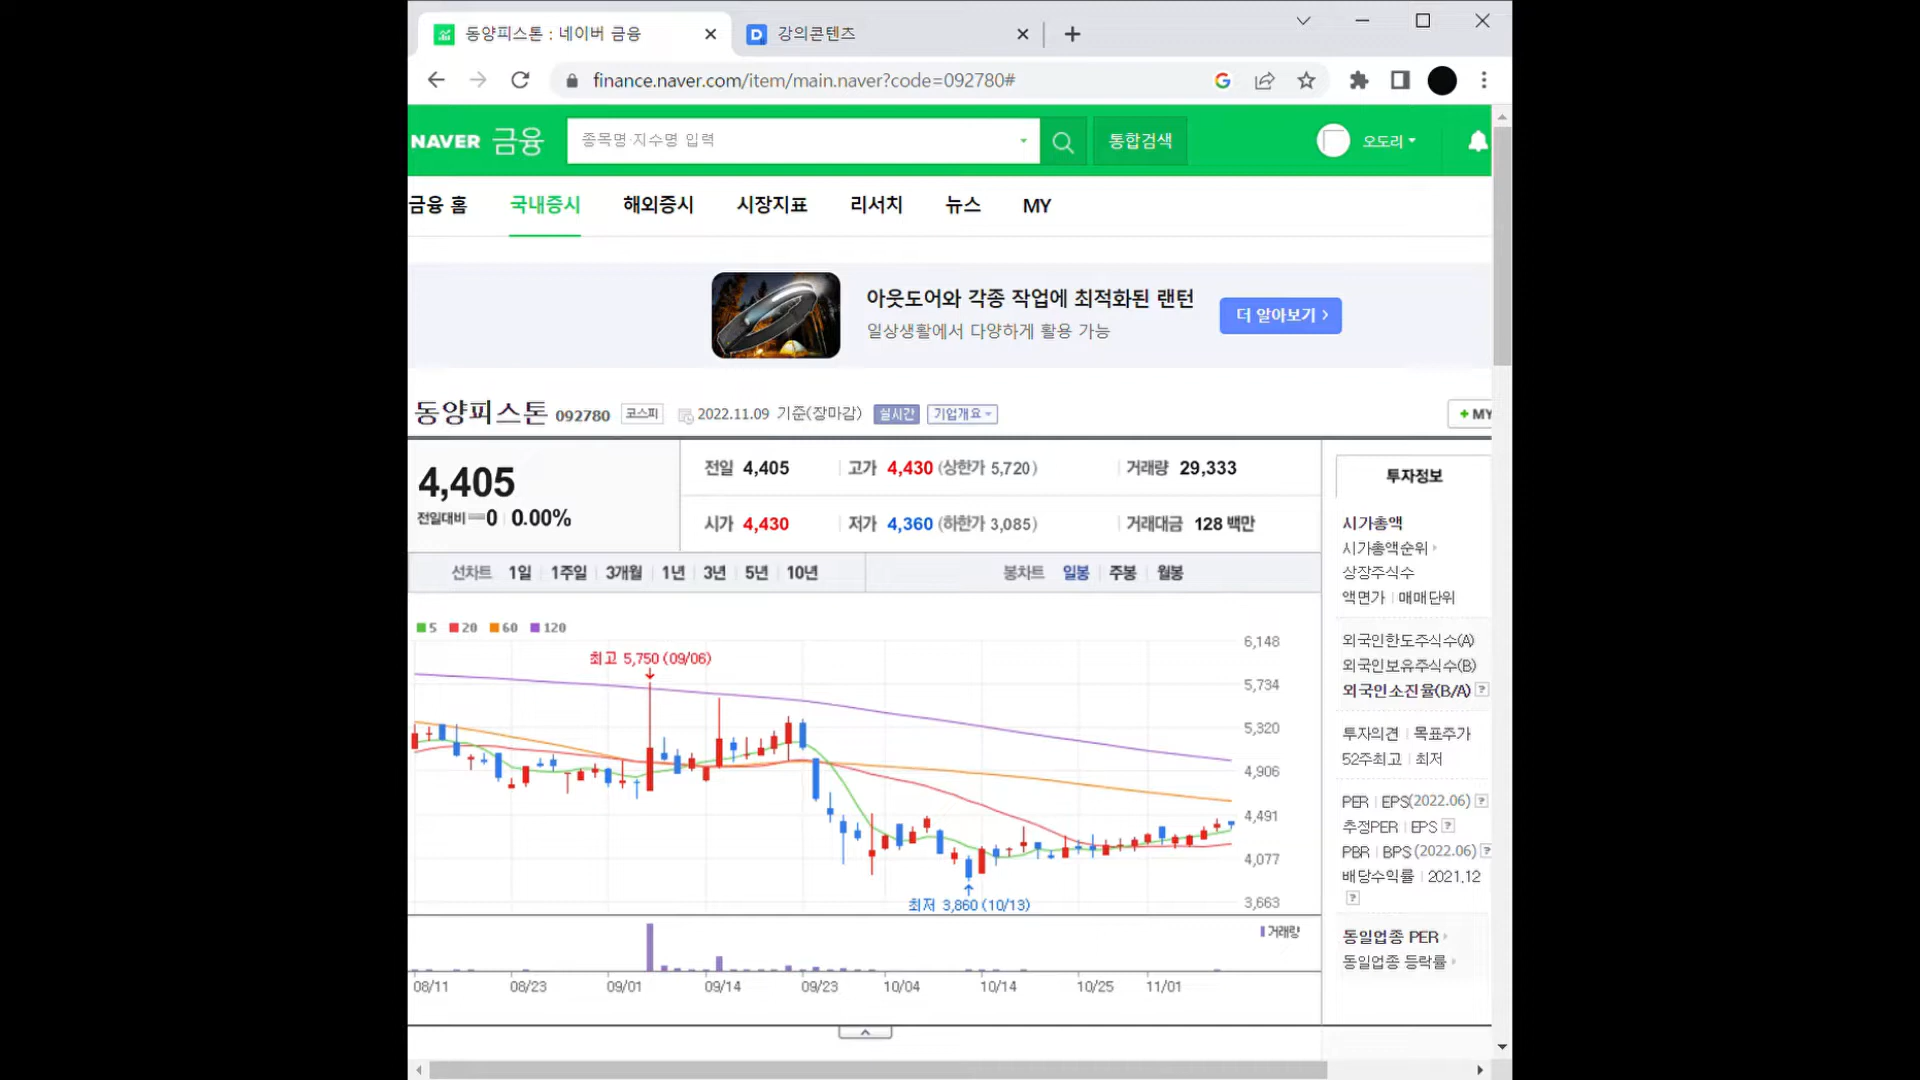 동양피스톤 : 네이버 금융
강의콘텐츠
finance.naver.com/item/main.naver?code=092780#
NAVER 금융
종목명·지수명 입력
통합검색
오도리
금융 홈 국내증시 해외증시 시장지표 리서치 뉴스 MY
아웃도어와 각종 작업에 최적화된 랜턴
일상생활에서 다양하게 활용 가능
더 알아보기 ›
동양피스톤 092780 코스피 2022.11.09 기준(장마감) 실시간 기업개요
+ MY
4,405
전일대비 0 0.00%
전일 4,405 고가 4,430 (상한가 5,720) 거래량 29,333
시가 4,430 저가 4,360 (하한가 3,085) 거래대금 128 백만
선차트 1일 1주일 3개월 1년 3년 5년 10년
봉차트 일봉 주봉 월봉
5 20 60 120
최고 5,750 (09/06)
최저 3,860 (10/13)
6,148
5,734
5,320
4,906
4,491
4,077
3,663
거래량
08/11 08/23 09/01 09/14 09/23 10/04 10/14 10/25 11/01
투자정보
시가총액
시가총액순위
상장주식수
액면가 | 매매단위
외국인한도주식수(A)
외국인보유주식수(B)
외국인소진율(B/A) ?
투자의견 | 목표주가
52주최고 | 최저
PER | EPS(2022.06) ?
추정PER | EPS ?
PBR | BPS (2022.06) ?
배당수익률 | 2021.12
?
동일업종 PER
동일업종 등락률